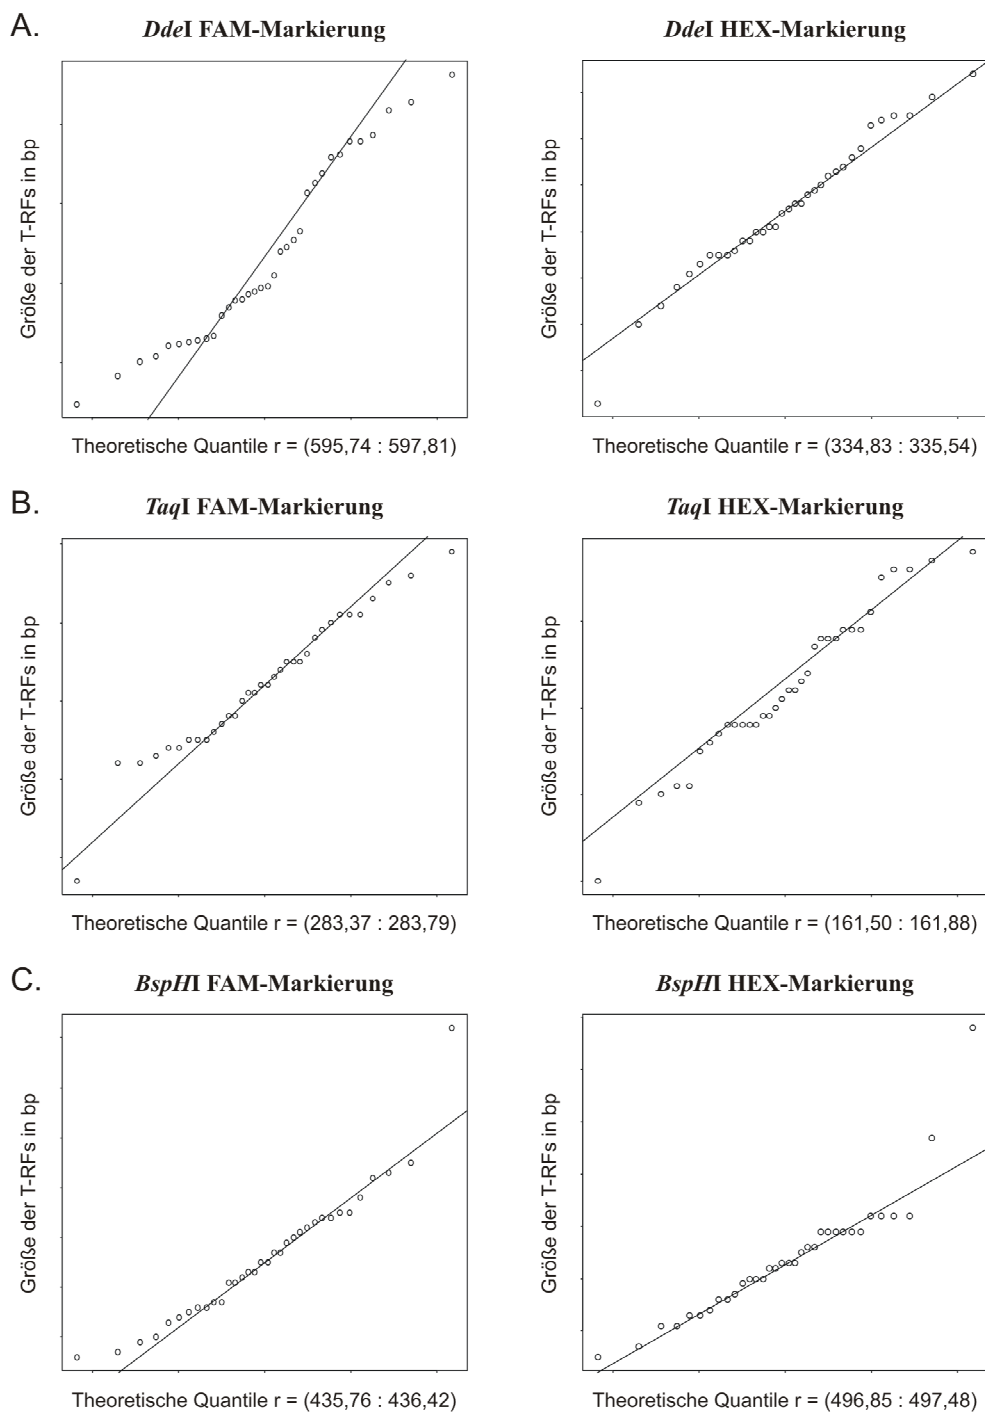 A.
DdeI FAM-Markierung
DdeI HEX-Markierung
Größe der T-RFs in bp
Größe der T-RFs in bp
Theoretische Quantile r = (595,74 : 597,81)
Theoretische Quantile r = (334,83 : 335,54)
B.
TaqI FAM-Markierung
TaqI HEX-Markierung
Größe der T-RFs in bp
Größe der T-RFs in bp
Theoretische Quantile r = (283,37 : 283,79)
Theoretische Quantile r = (161,50 : 161,88)
C.
BspHI FAM-Markierung
BspHI HEX-Markierung
Größe der T-RFs in bp
Größe der T-RFs in bp
Theoretische Quantile r = (435,76 : 436,42)
Theoretische Quantile r = (496,85 : 497,48)